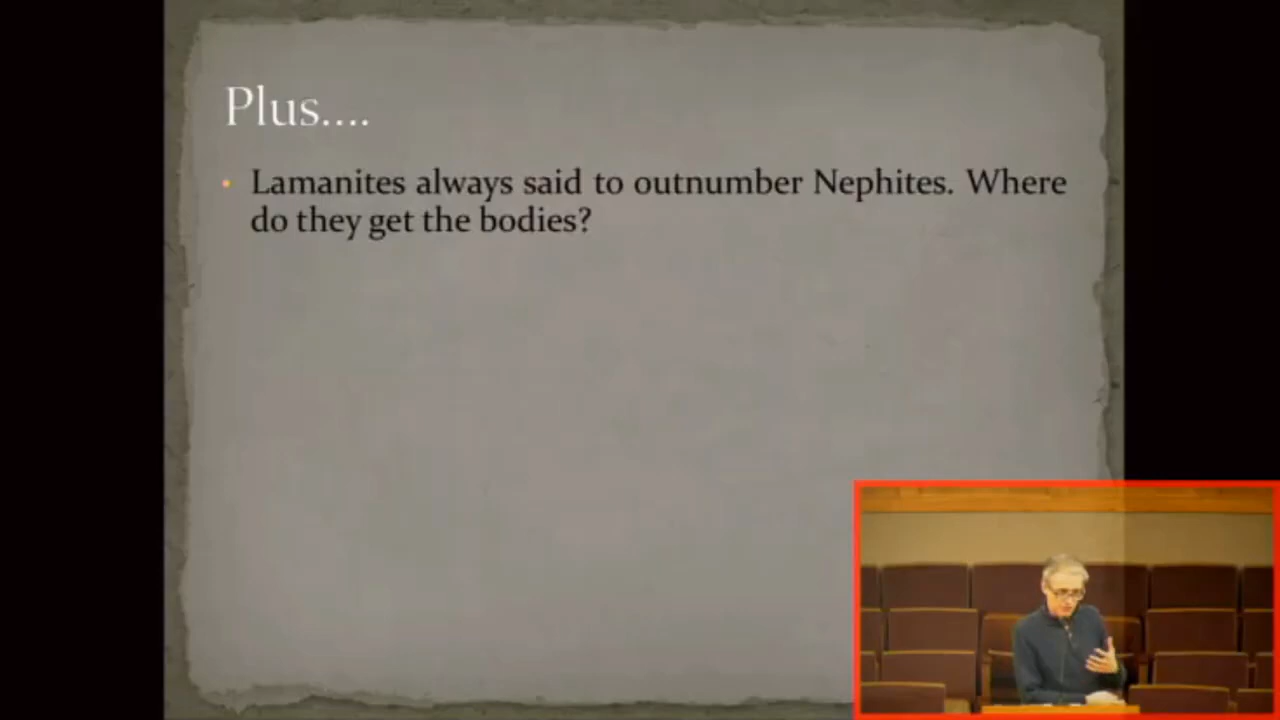 Plus....
• Lamanites always said to outnumber Nephites. Where
do they get the bodies?